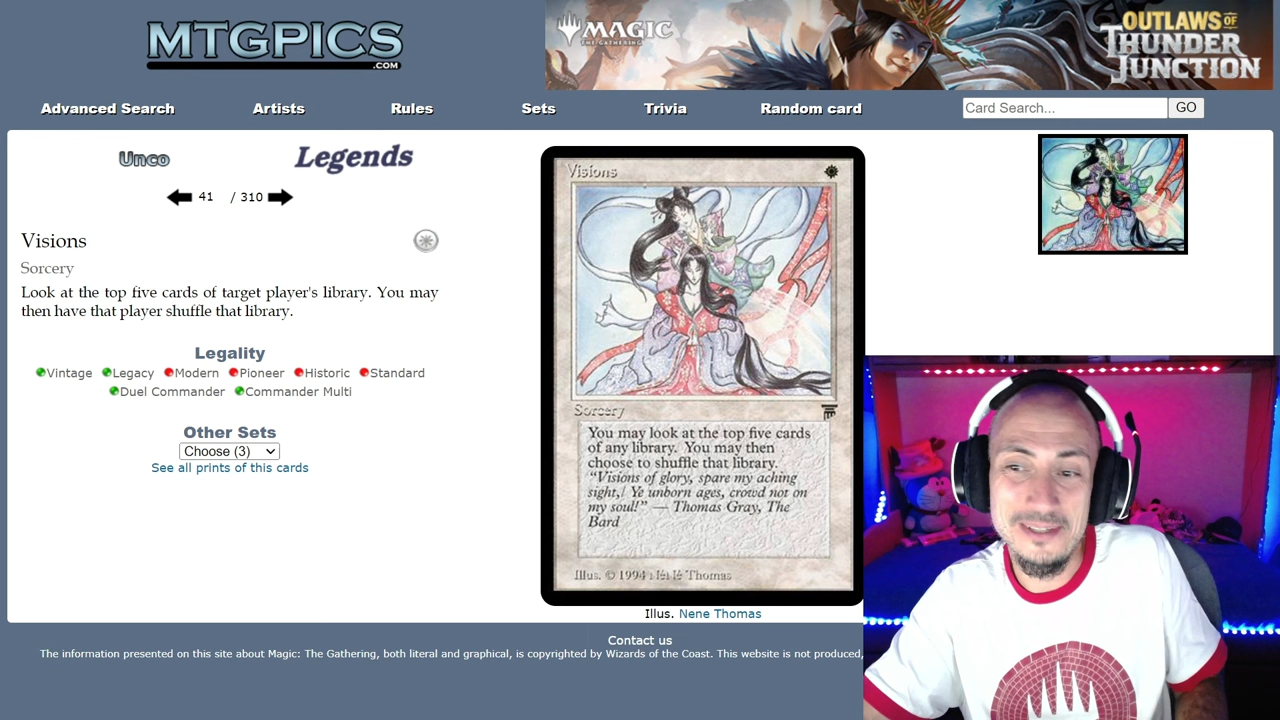 MTGPICS
.COM
MAGIC
THE GATHERING
OUTLAWS OF
THUNDER
JUNCTION
Advanced Search
Artists
Rules
Sets
Trivia
Random card
Card Search...
GO
Unco
Legends
41 / 310
Visions
Sorcery
Look at the top five cards of target player's library. You may
then have that player shuffle that library.
Legality
Vintage Legacy Modern Pioneer Historic Standard
Duel Commander Commander Multi
Other Sets
Choose (3)
See all prints of this cards
Visions
Sorcery
You may look at the top five cards
of any library. You may then
choose to shuffle that library.
"Visions of glory, spare my aching
sight,/ Ye unborn ages, crowd not on
my soul!" — Thomas Gray, The
Bard
Illus. © 1994 Né Né Thomas
Illus. Nene Thomas
Contact us
The information presented on this site about Magic: The Gathering, both literal and graphical, is copyrighted by Wizards of the Coast. This website is not produced,